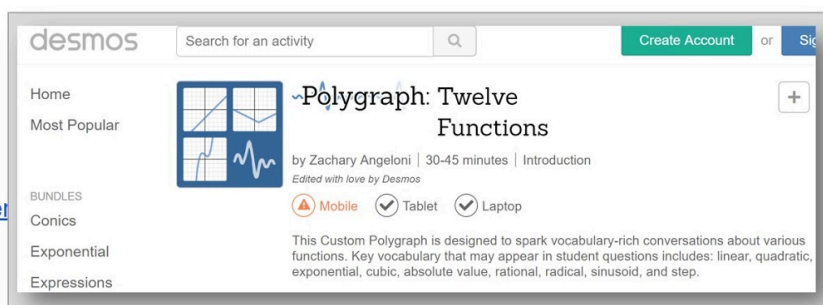 desmos
Search for an activity
Create Account or
Home
Most Popular
Polygraph: Twelve
Functions
by Zachary Angeloni | 30-45 minutes | Introduction
Edited with love by Desmos
Mobile Tablet Laptop
BUNDLES
Conics
Exponential
Expressions
This Custom Polygraph is designed to spark vocabulary-rich conversations about various
functions. Key vocabulary that may appear in student questions includes: linear, quadratic,
exponential, cubic, absolute value, rational, radical, sinusoid, and step.